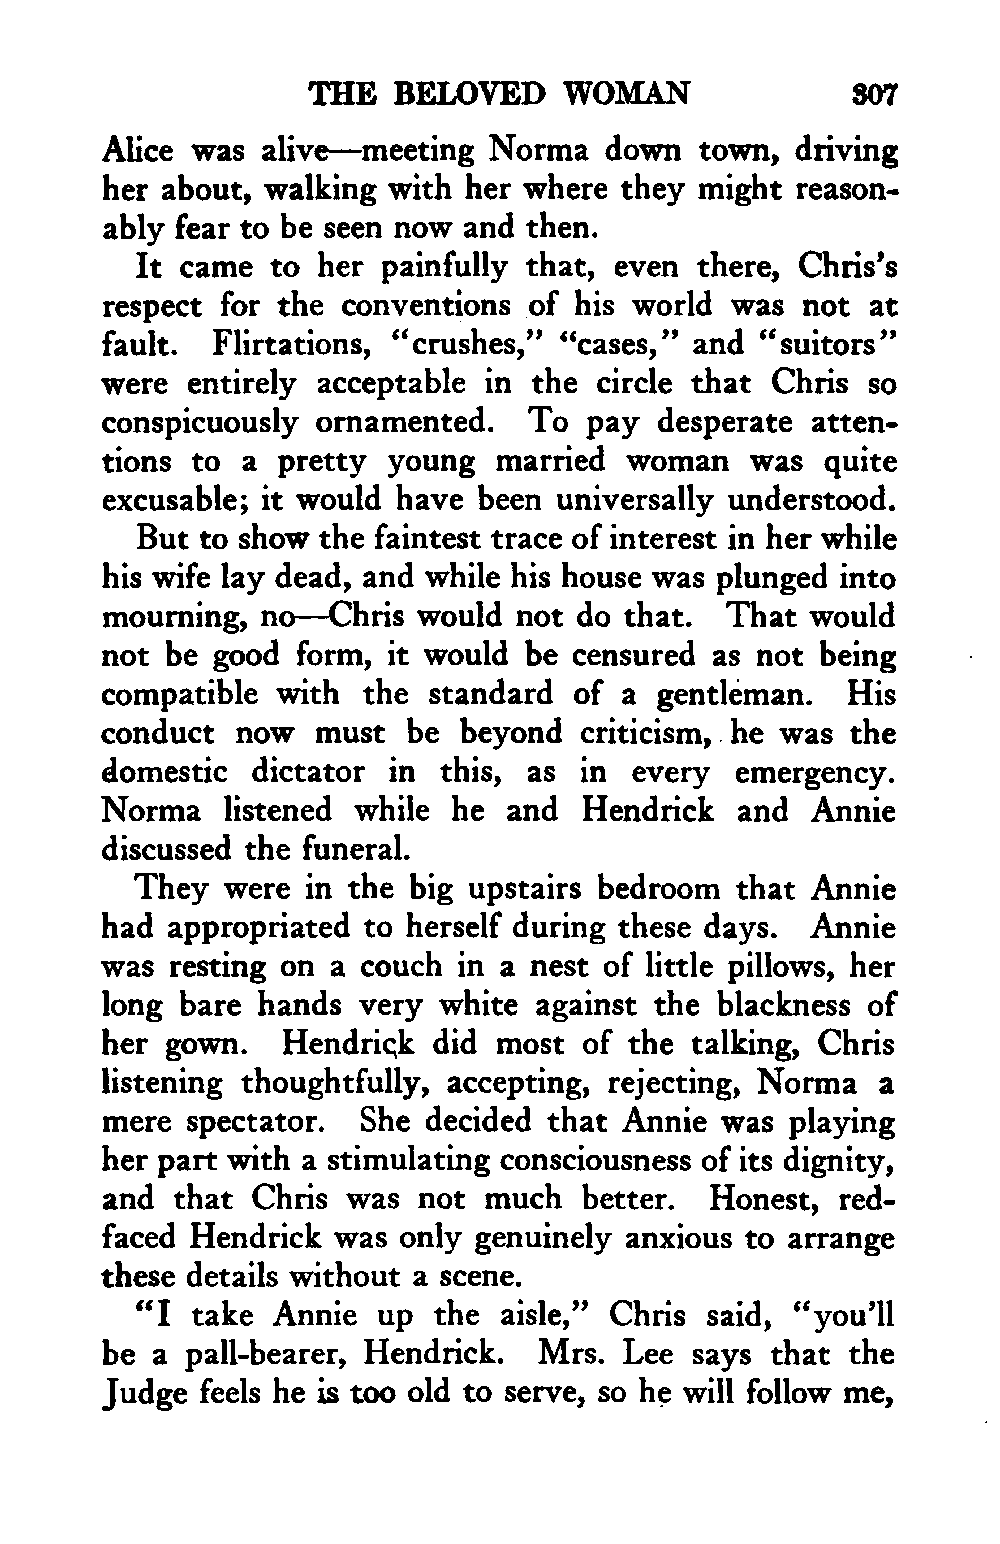 THE BELOVED WOMAN 307
Alice was alive—meeting Norma down town, driving
her about, walking with her where they might reason-
ably fear to be seen now and then.
It came to her painfully that, even there, Chris's
respect for the conventions of his world was not at
fault. Flirtations, "crushes," "cases," and "suitors"
were entirely acceptable in the circle that Chris so
conspicuously ornamented. To pay desperate atten-
tions to a pretty young married woman was quite
excusable; it would have been universally understood.
But to show the faintest trace of interest in her while
his wife lay dead, and while his house was plunged into
mourning, no—Chris would not do that. That would
not be good form, it would be censured as not being
compatible with the standard of a gentleman. His
conduct now must be beyond criticism, he was the
domestic dictator in this, as in every emergency.
Norma listened while he and Hendrick and Annie
discussed the funeral.
They were in the big upstairs bedroom that Annie
had appropriated to herself during these days. Annie
was resting on a couch in a nest of little pillows, her
long bare hands very white against the blackness of
her gown. Hendrick did most of the talking, Chris
listening thoughtfully, accepting, rejecting, Norma a
mere spectator. She decided that Annie was playing
her part with a stimulating consciousness of its dignity,
and that Chris was not much better. Honest, red-
faced Hendrick was only genuinely anxious to arrange
these details without a scene.
"I take Annie up the aisle," Chris said, "you'll
be a pall-bearer, Hendrick. Mrs. Lee says that the
Judge feels he is too old to serve, so he will follow me,